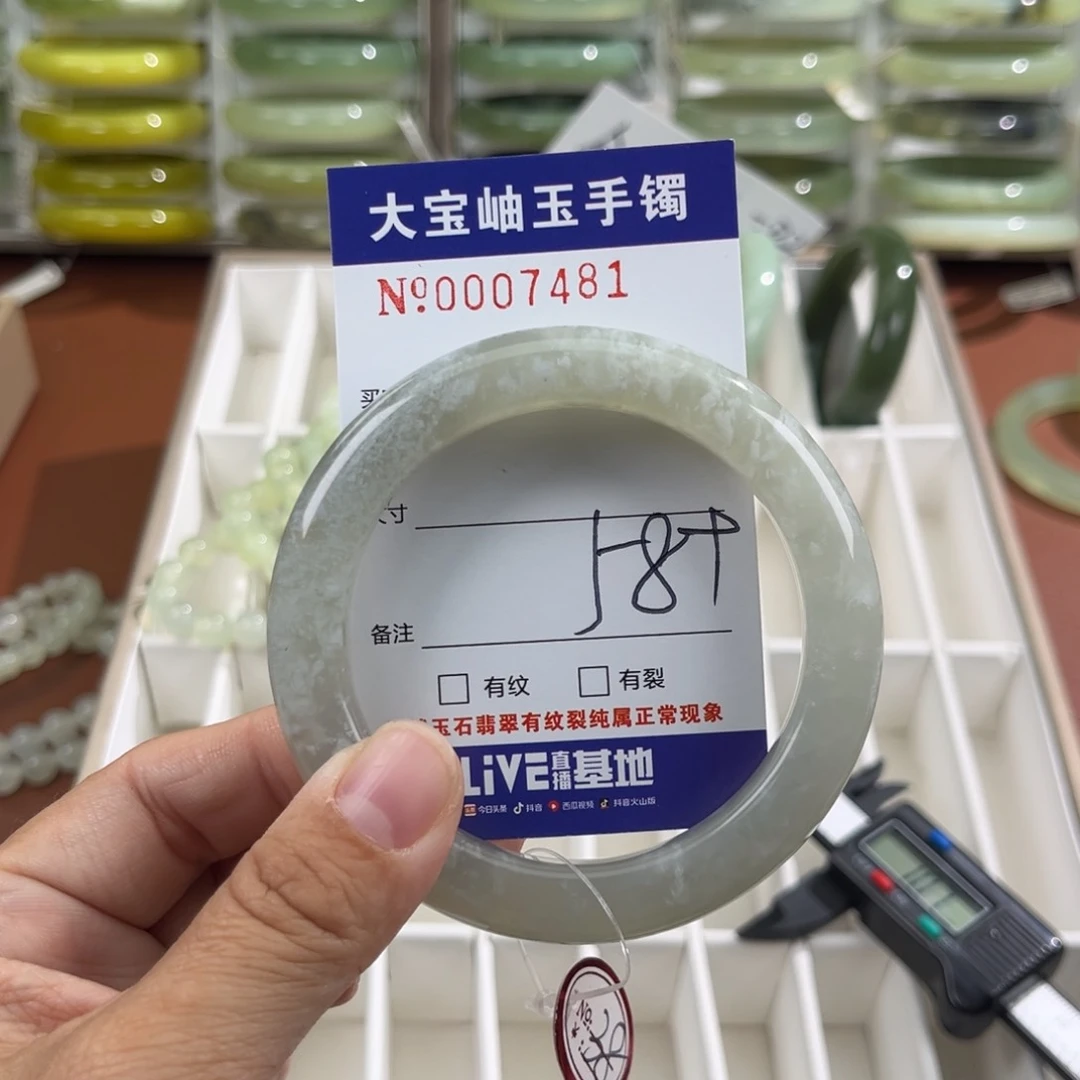 大宝岫玉手镯
№0007481
买
寸
备注
□ 有纹 □ 有裂
玉石翡翠有纹裂纯属正常现象
LiVE直播基地
今日头条 抖音 西瓜视频 抖音火山版